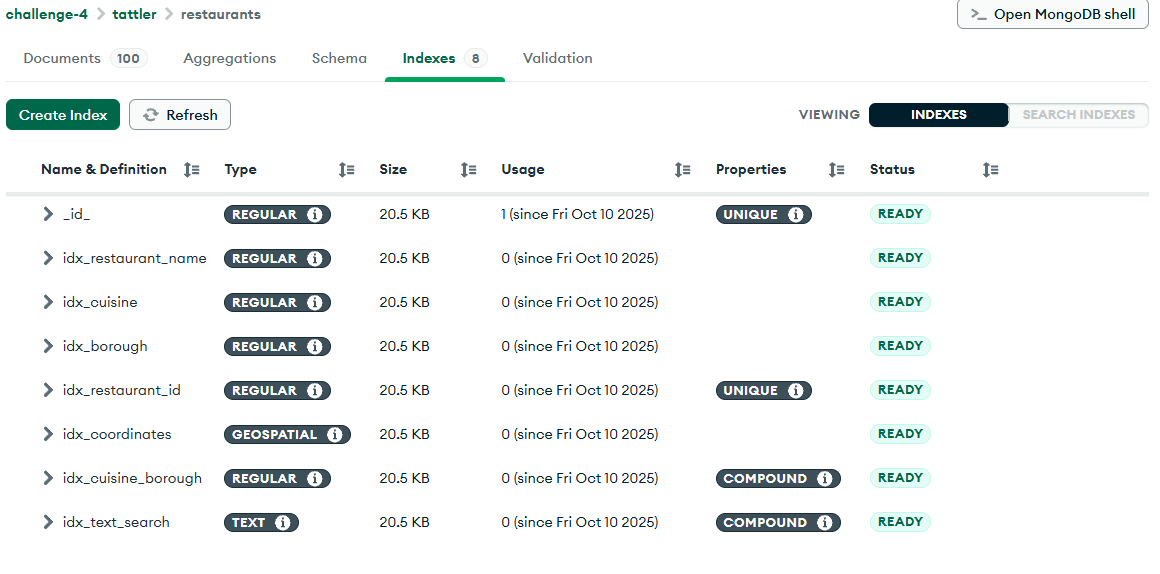 challenge-4 > tattler > restaurants
>_ Open MongoDB shell
Documents 100 Aggregations Schema Indexes 8 Validation
Create Index Refresh VIEWING INDEXES SEARCH INDEXES
Name & Definition Type Size Usage Properties Status
_id_ REGULAR 20.5 KB 1 (since Fri Oct 10 2025) UNIQUE READY
idx_restaurant_name REGULAR 20.5 KB 0 (since Fri Oct 10 2025) READY
idx_cuisine REGULAR 20.5 KB 0 (since Fri Oct 10 2025) READY
idx_borough REGULAR 20.5 KB 0 (since Fri Oct 10 2025) READY
idx_restaurant_id REGULAR 20.5 KB 0 (since Fri Oct 10 2025) UNIQUE READY
idx_coordinates GEOSPATIAL 20.5 KB 0 (since Fri Oct 10 2025) READY
idx_cuisine_borough REGULAR 20.5 KB 0 (since Fri Oct 10 2025) COMPOUND READY
idx_text_search TEXT 20.5 KB 0 (since Fri Oct 10 2025) COMPOUND READY